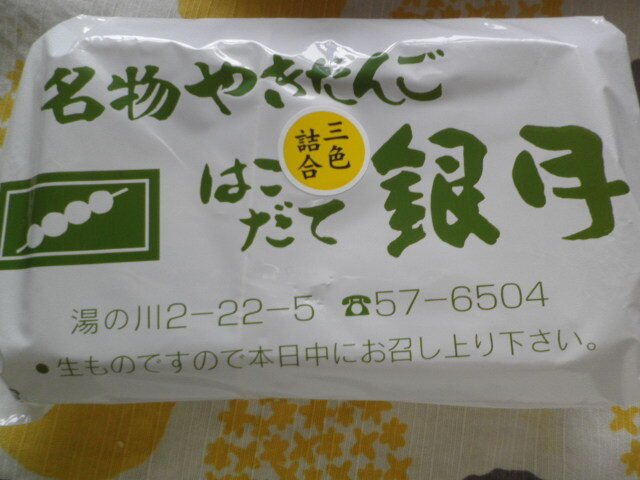 名物やきだんご
三色
詰合
はこ
だて
銀月
湯の川2-22-5 ☎57-6504
•生ものですので本日中にお召し上り下さい。